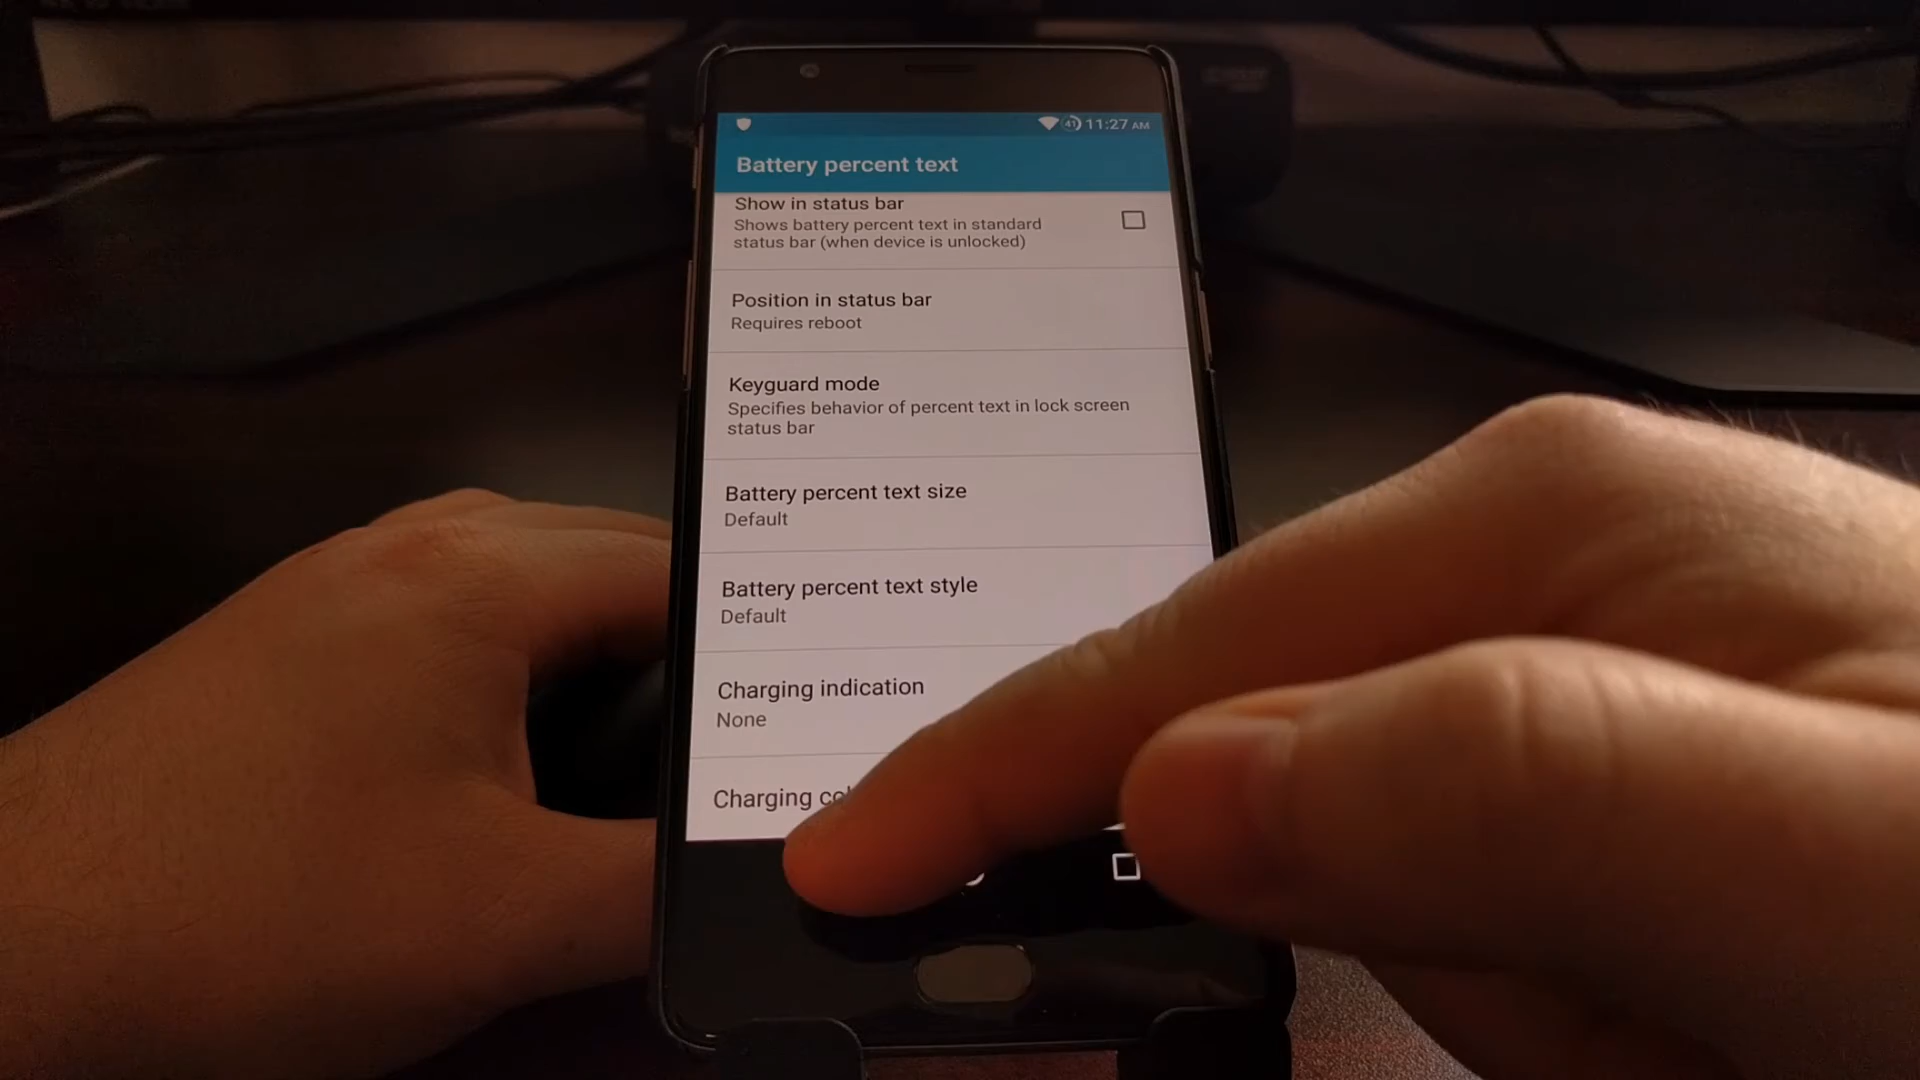 41 11:27 AM
Battery percent text
Show in status bar
Shows battery percent text in standard
status bar (when device is unlocked)
Position in status bar
Requires reboot
Keyguard mode
Specifies behavior of percent text in lock screen
status bar
Battery percent text size
Default
Battery percent text style
Default
Charging indication
None
Charging